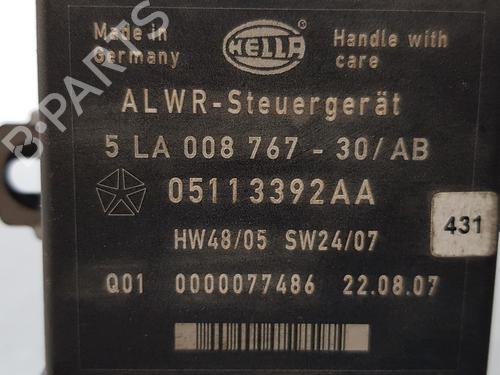 Made in
Germany
HELLA
Handle with
care
ALWR-Steuergerät
5 LA 008 767 - 30/AB
05113392AA
431
HW48/05 SW24/07
Q01 0000077486 22.08.07
B-PARTS